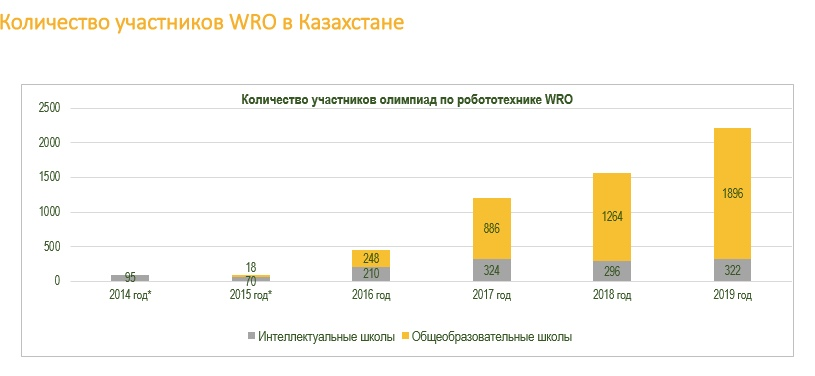 Количество участников WRO в Казахстане
Количество участников олимпиад по робототехнике WRO
2500
2000
1500
1000
500
0
95
18
70
248
210
886
324
1264
296
1896
322
2014 год*
2015 год*
2016 год
2017 год
2018 год
2019 год
Интеллектуальные школы
Общеобразовательные школы